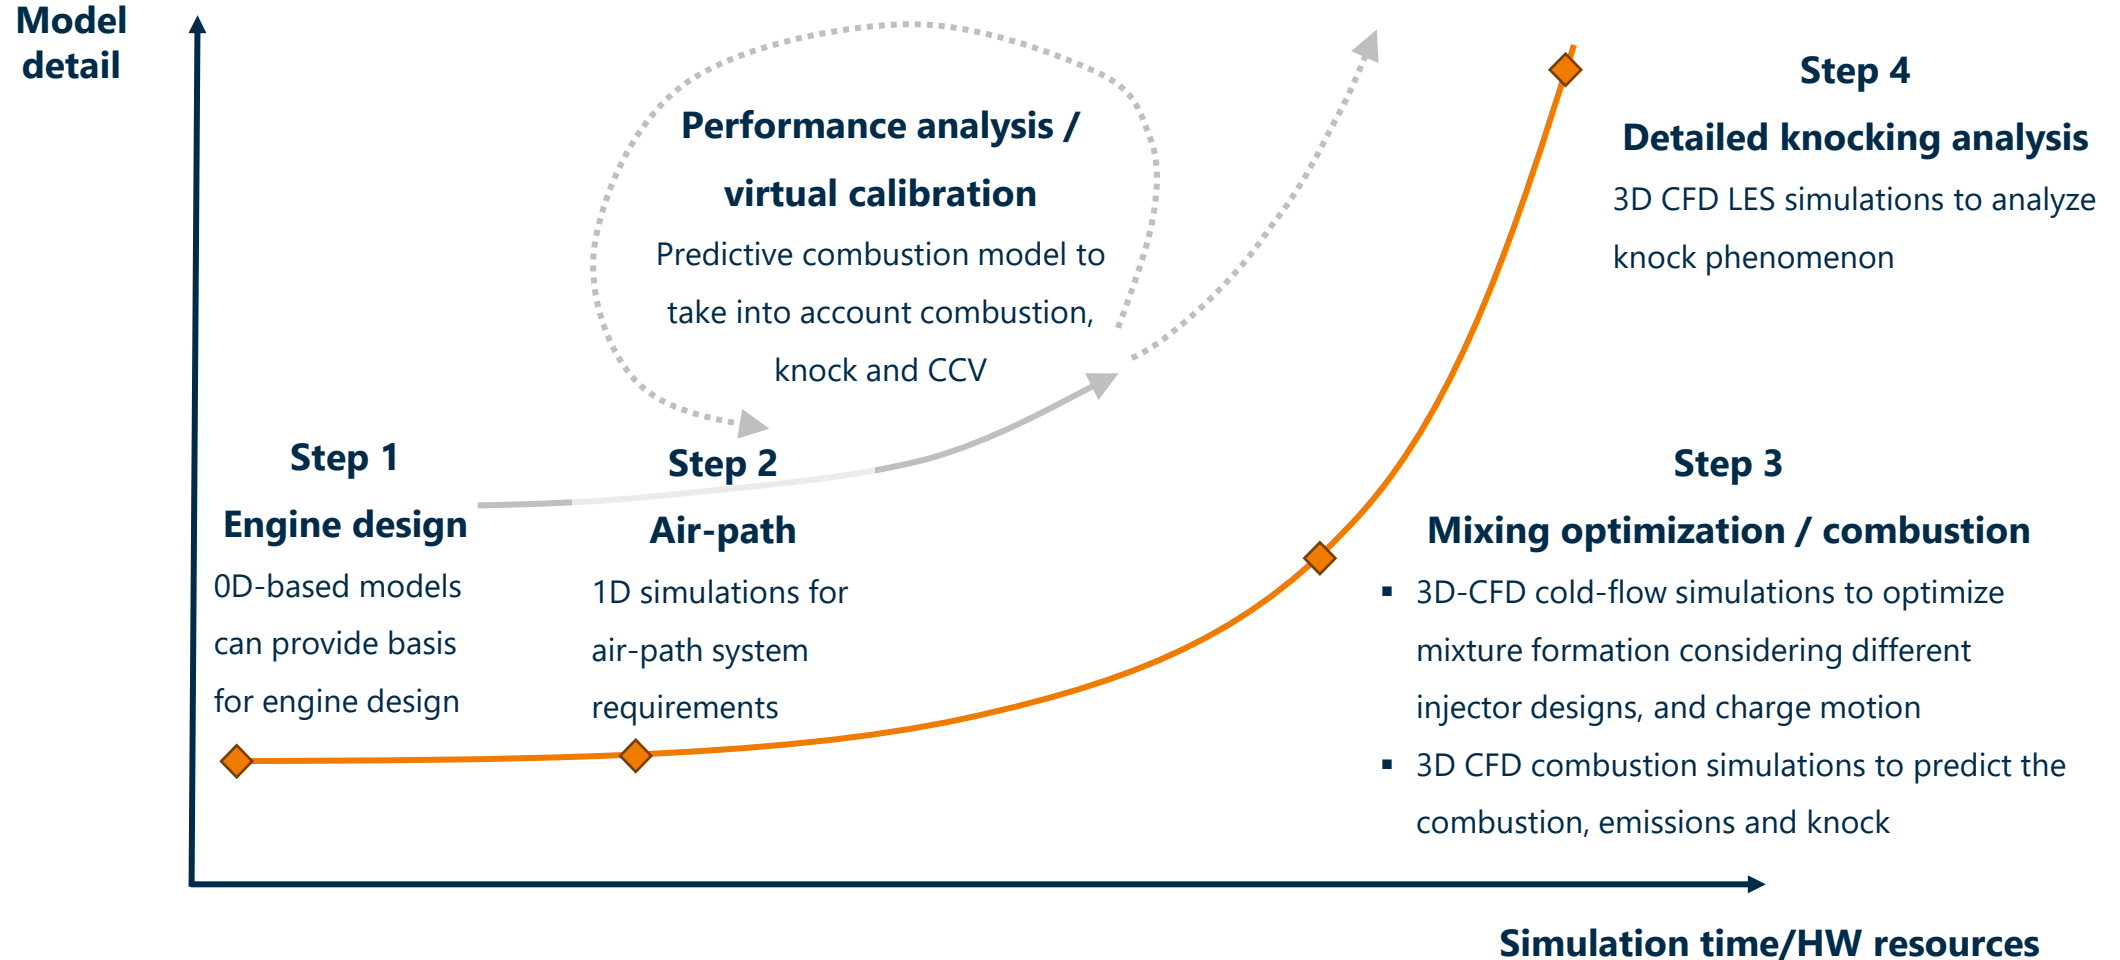 Model
detail
Performance analysis /
virtual calibration
Predictive combustion model to
take into account combustion,
knock and CCV
Step 4
Detailed knocking analysis
3D CFD LES simulations to analyze
knock phenomenon
Step 1
Engine design
0D-based models
can provide basis
for engine design
Step 2
Air-path
1D simulations for
air-path system
requirements
Step 3
Mixing optimization / combustion
▪ 3D-CFD cold-flow simulations to optimize
mixture formation considering different
injector designs, and charge motion
▪ 3D CFD combustion simulations to predict the
combustion, emissions and knock
Simulation time/HW resources